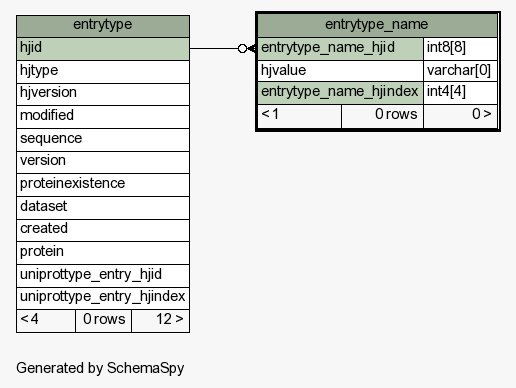 entrytype
hjid
hjtype
hjversion
modified
sequence
version
proteinexistence
dataset
created
protein
uniprottype_entry_hjid
uniprottype_entry_hjindex
< 4 0 rows 12 >
entrytype_name
entrytype_name_hjid int8[8]
hjvalue varchar[0]
entrytype_name_hjindex int4[4]
< 1 0 rows 0 >
Generated by SchemaSpy